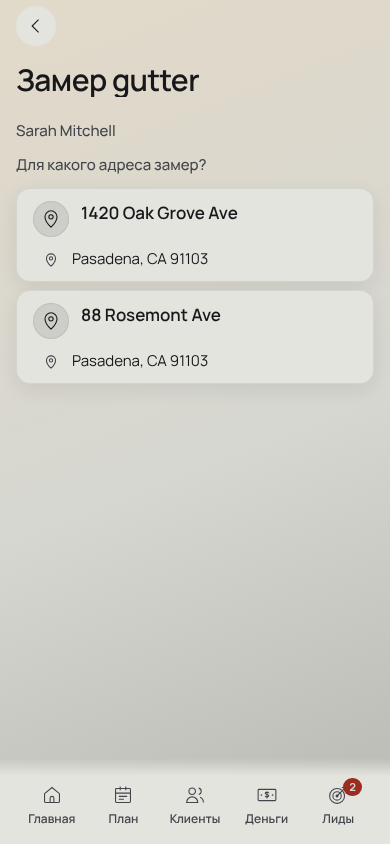 Замер gutter
Sarah Mitchell
Для какого адреса замер?
1420 Oak Grove Ave
Pasadena, CA 91103
88 Rosemont Ave
Pasadena, CA 91103
Главная План Клиенты Деньги 2 Лиды